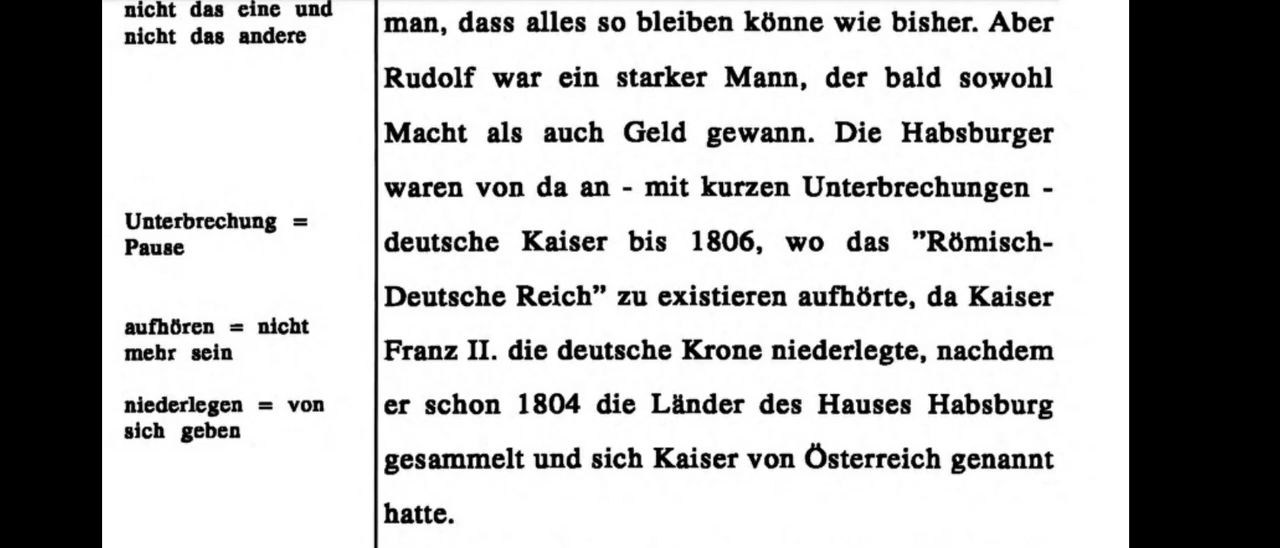 nicht das eine und
nicht das andere
Unterbrechung =
Pause
aufhören = nicht
mehr sein
niederlegen = von
sich geben
man, dass alles so bleiben könne wie bisher. Aber
Rudolf war ein starker Mann, der bald sowohl
Macht als auch Geld gewann. Die Habsburger
waren von da an - mit kurzen Unterbrechungen -
deutsche Kaiser bis 1806, wo das ”Römisch-
Deutsche Reich” zu existieren aufhörte, da Kaiser
Franz II. die deutsche Krone niederlegte, nachdem
er schon 1804 die Länder des Hauses Habsburg
gesammelt und sich Kaiser von Österreich genannt
hatte.